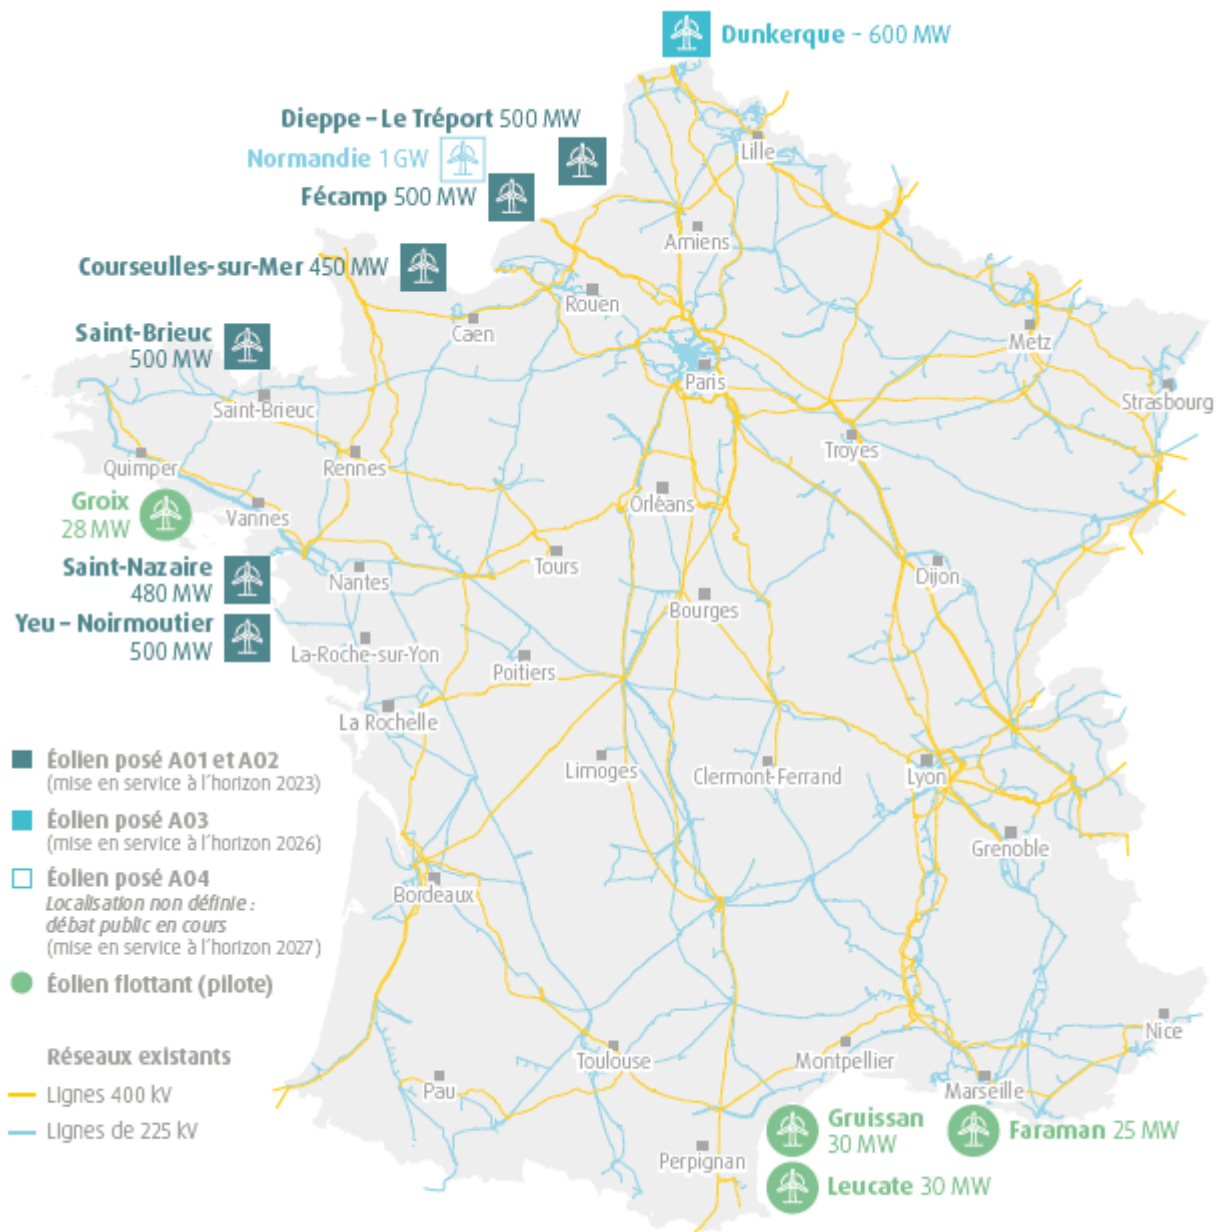 Dunkerque – 600 MW
Dieppe – Le Tréport 500 MW
Normandie 1 GW
Fécamp 500 MW
Lille
Amiens
Courseulles-sur-Mer 450 MW
Rouen
Caen
Metz
Saint-Brieuc
500 MW
Paris
Strasbourg
Saint-Brieuc
Troyes
Quimper
Rennes
Groix
28 MW
Vannes
Orléans
Saint-Nazaire
480 MW
Nantes
Tours
Dijon
Bourges
Yeu – Noirmoutier
500 MW
La-Roche-sur-Yon
Poitiers
La Rochelle
Éolien posé A01 et A02
(mise en service à l'horizon 2023)
Limoges
Clermont-Ferrand
Lyon
Éolien posé A03
(mise en service à l'horizon 2026)
Grenoble
Éolien posé A04
Localisation non définie :
débat public en cours
(mise en service à l'horizon 2027)
Bordeaux
Éolien flottant (pilote)
Nice
Réseaux existants
Toulouse
Montpellier
Lignes 400 kV
Pau
Marseille
Lignes de 225 kV
Gruissan
30 MW
Faraman 25 MW
Perpignan
Leucate 30 MW